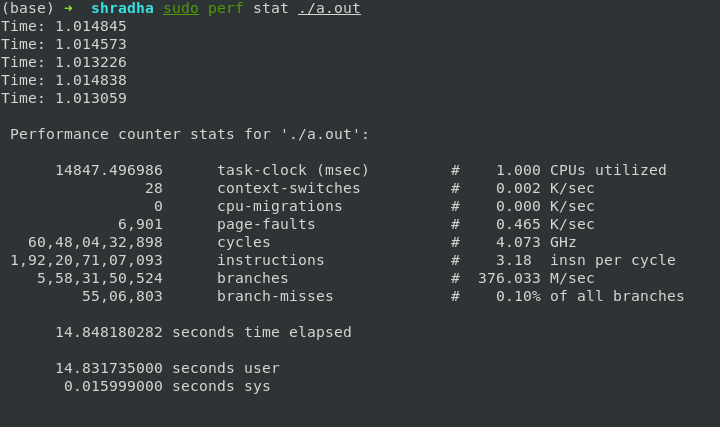 (base) ➜  shradha sudo perf stat ./a.out
Time: 1.014845
Time: 1.014573
Time: 1.013226
Time: 1.014838
Time: 1.013059
Performance counter stats for './a.out':
14847.496986      task-clock (msec)         #    1.000 CPUs utilized
28      context-switches          #    0.002 K/sec
0      cpu-migrations            #    0.000 K/sec
6,901      page-faults               #    0.465 K/sec
60,48,04,32,898      cycles                    #    4.073 GHz
1,92,20,71,07,093      instructions              #    3.18  insn per cycle
5,58,31,50,524      branches                  #  376.033 M/sec
55,06,803      branch-misses             #    0.10% of all branches
14.848180282 seconds time elapsed
14.831735000 seconds user
0.015999000 seconds sys